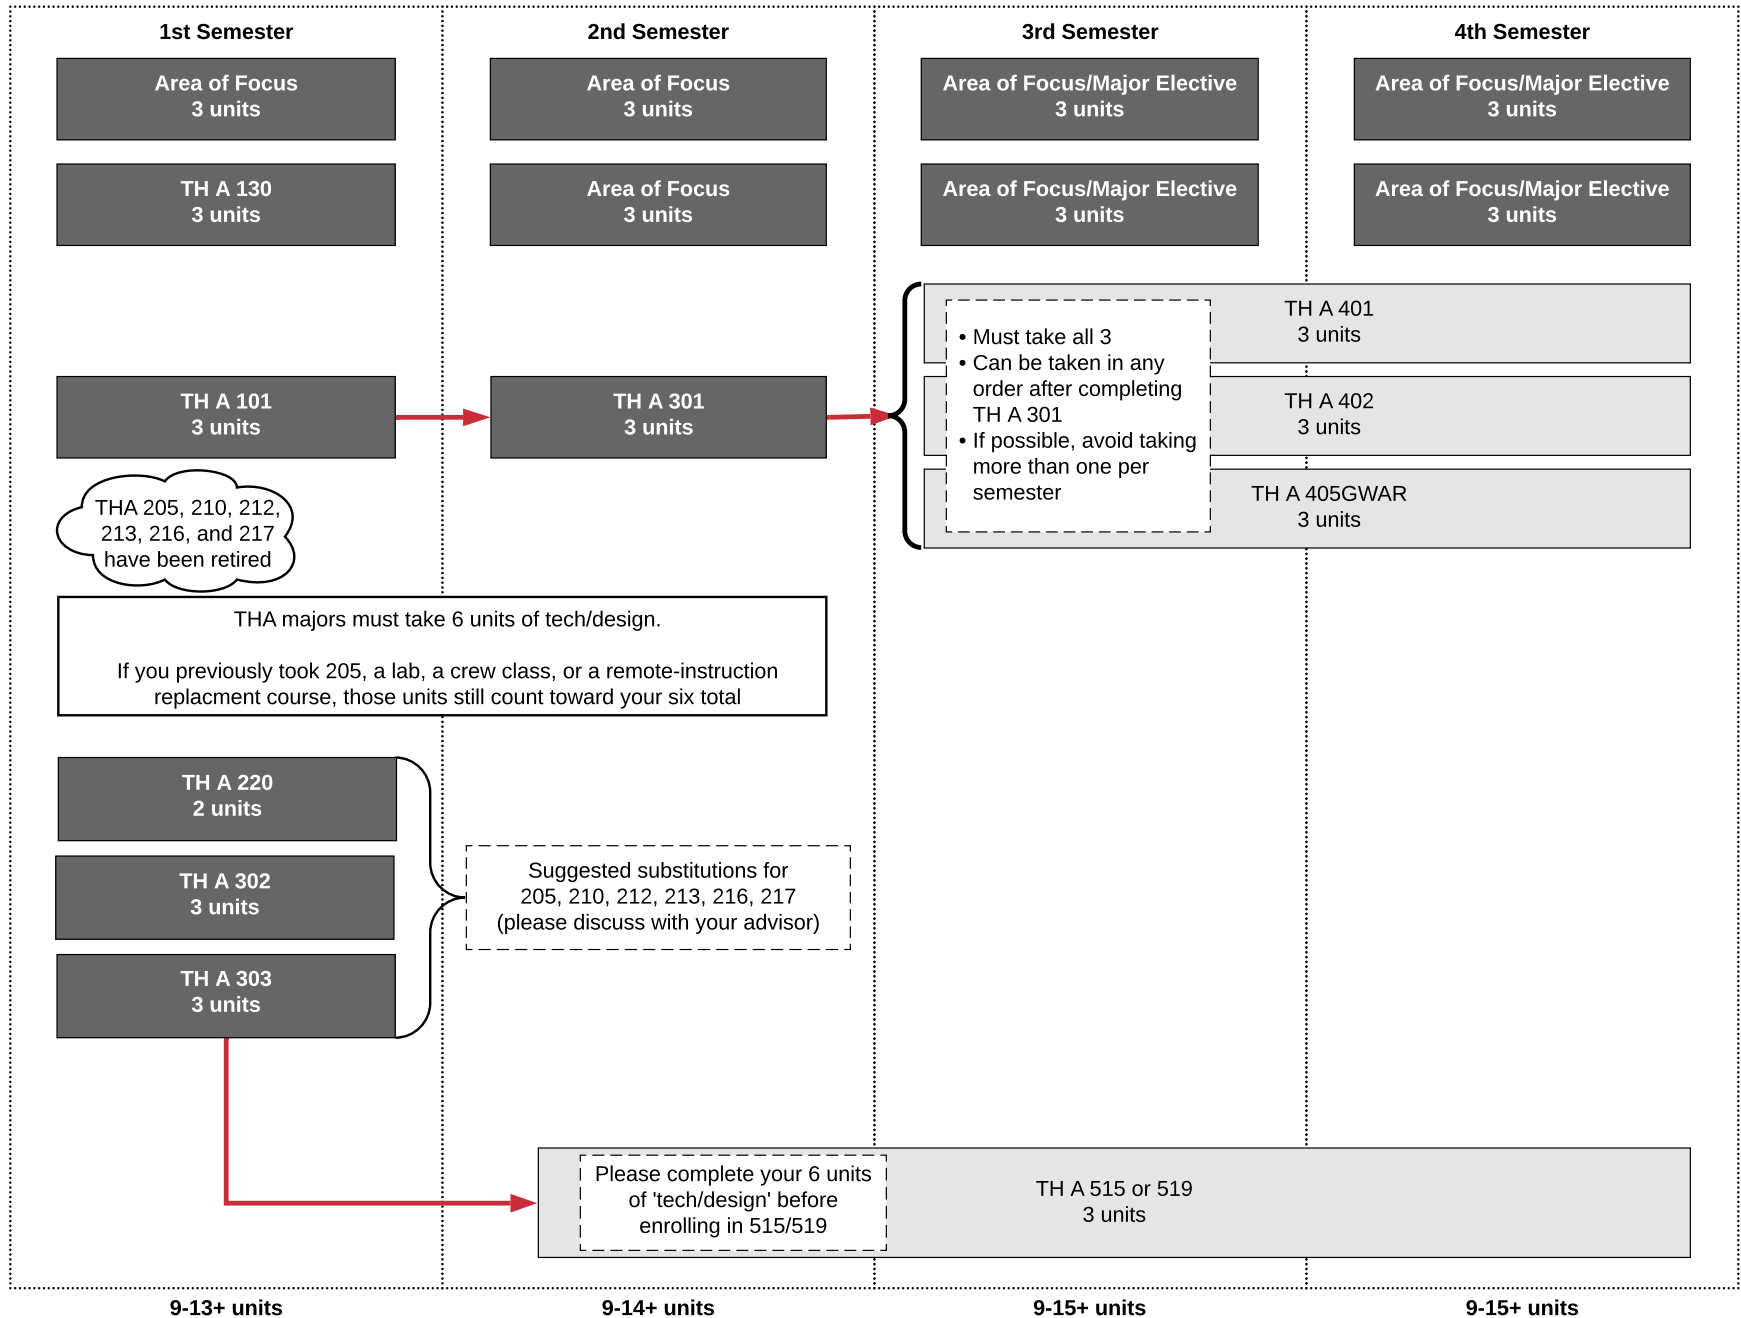 1st Semester
2nd Semester
3rd Semester
4th Semester
Area of Focus
3 units
Area of Focus
3 units
Area of Focus/Major Elective
3 units
Area of Focus/Major Elective
3 units
TH A 130
3 units
Area of Focus
3 units
Area of Focus/Major Elective
3 units
Area of Focus/Major Elective
3 units
TH A 101
3 units
TH A 301
3 units
• Must take all 3
• Can be taken in any
order after completing
TH A 301
• If possible, avoid taking
more than one per
semester
TH A 401
3 units
TH A 402
3 units
TH A 405GWAR
3 units
THA 205, 210, 212,
213, 216, and 217
have been retired
THA majors must take 6 units of tech/design.
If you previously took 205, a lab, a crew class, or a remote-instruction
replacment course, those units still count toward your six total
TH A 220
2 units
TH A 302
3 units
TH A 303
3 units
Suggested substitutions for
205, 210, 212, 213, 216, 217
(please discuss with your advisor)
Please complete your 6 units
of 'tech/design' before
enrolling in 515/519
TH A 515 or 519
3 units
9-13+ units
9-14+ units
9-15+ units
9-15+ units